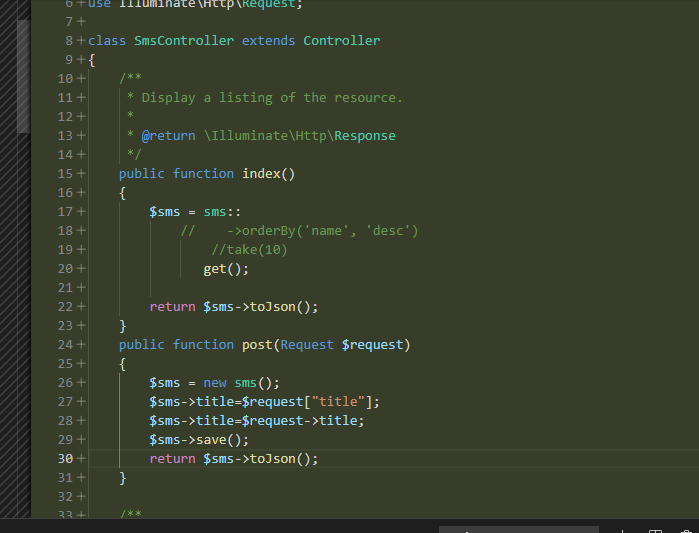 6 + use Illuminate\Http\Request;
7 +
8 + class SmsController extends Controller
9 + {
10 +     /**
11 +      * Display a listing of the resource.
12 +      *
13 +      * @return \Illuminate\Http\Response
14 +      */
15 +     public function index()
16 +     {
17 +         $sms = sms::
18 +             //    ->orderBy('name', 'desc')
19 +                 //take(10)
20 +                get();
21 +
22 +         return $sms->toJson();
23 +     }
24 +     public function post(Request $request)
25 +     {
26 +         $sms = new sms();
27 +         $sms->title=$request["title"];
28 +         $sms->title=$request->title;
29 +         $sms->save();
30 +         return $sms->toJson();
31 +     }
32 +
33 +     /**